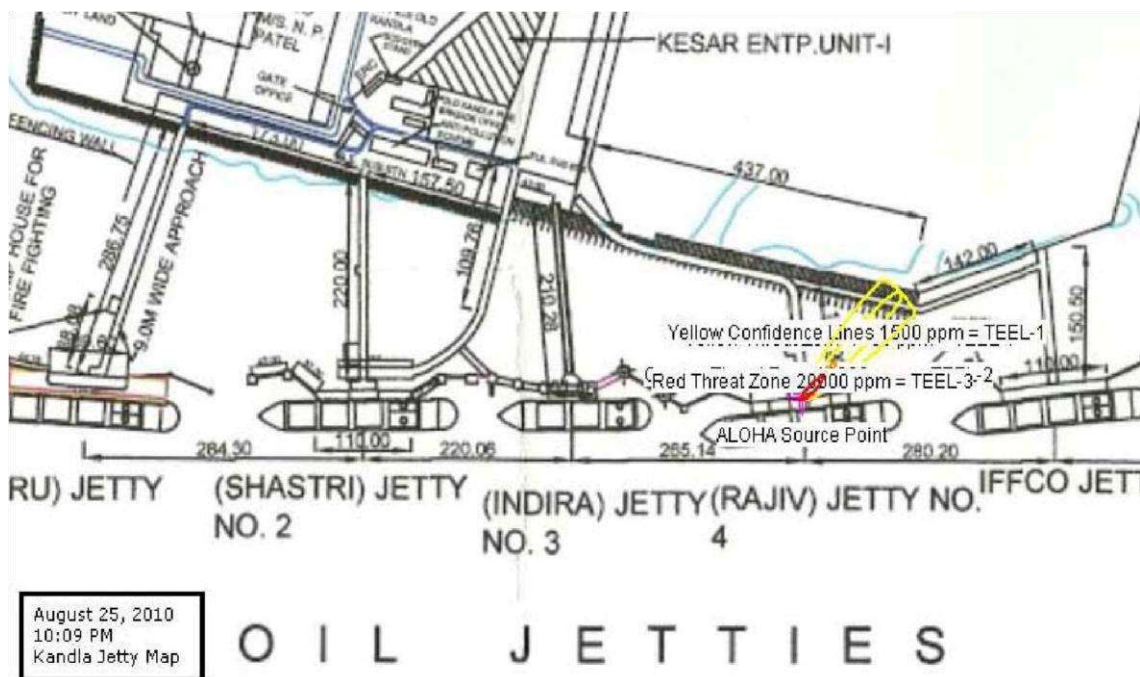 LAND
M/S. N. P.
PATEL
KANDLA
KESAR ENTP.UNIT-I
GATE
OFFICE
FENCING WALL
157.50
437.00
HOUSE FOR
FIRE FIGHTING
286.75
9.0M WIDE APPROACH
220.00
109.76
210.28
142.00
150.50
Yellow Confidence Lines 1500 ppm = TEEL-1
Red Threat Zone 20000 ppm = TEEL-3
110.00
ALOHA Source Point
284.30
110.00
220.06
265.14
280.20
RU) JETTY
(SHASTRI) JETTY
NO. 2
(INDIRA) JETTY
NO. 3
(RAJIV) JETTY NO.
4
IFFCO JETT
August 25, 2010
10:09 PM
Kandla Jetty Map
OIL JETTIES